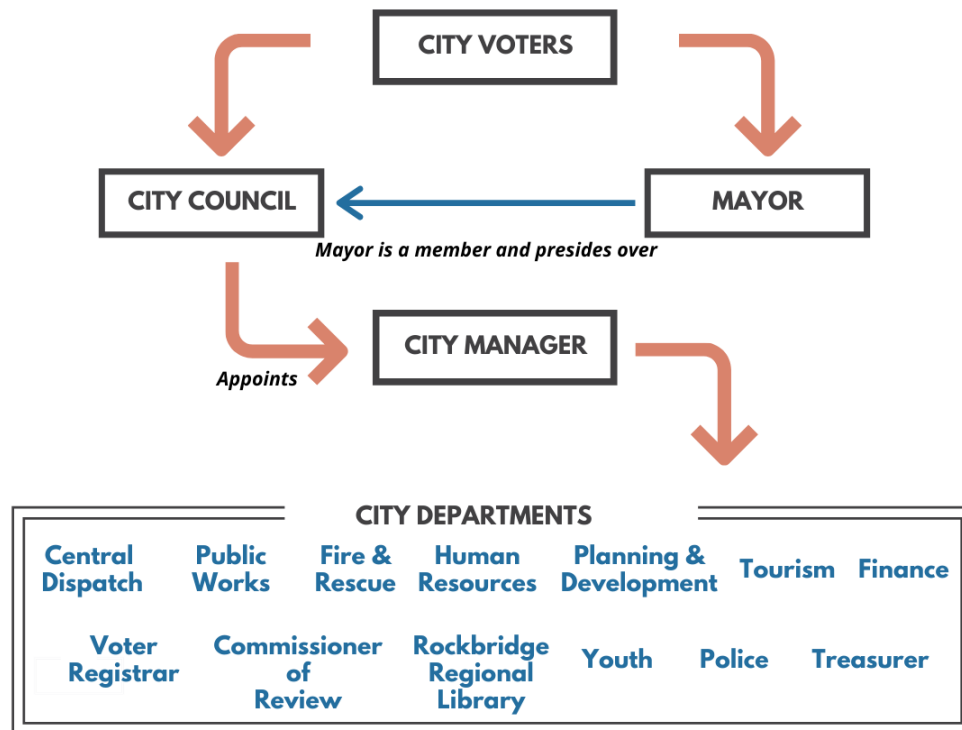 CITY VOTERS
CITY COUNCIL
MAYOR
Mayor is a member and presides over
CITY MANAGER
Appoints
CITY DEPARTMENTS
Central
Dispatch
Public
Works
Fire &
Rescue
Human
Resources
Planning &
Development
Tourism
Finance
Voter
Registrar
Commissioner
of
Review
Rockbridge
Regional
Library
Youth
Police
Treasurer